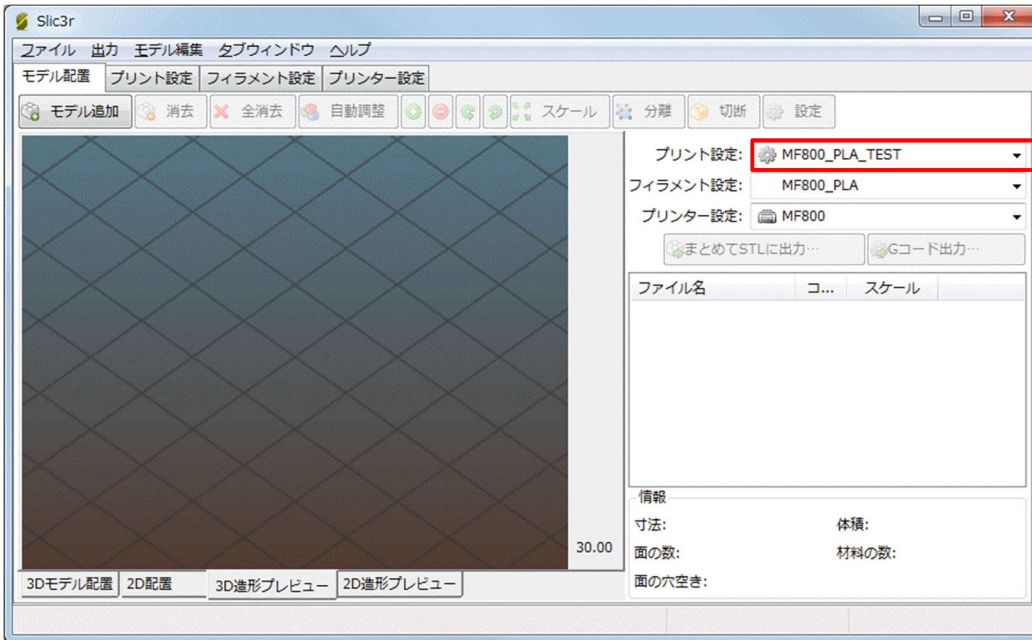 Slic3r
ファイル 出力 モデル編集 タブウィンドウ ヘルプ
モデル配置 プリント設定 フィラメント設定 プリンター設定
モデル追加 消去 全消去 自動調整 スケール 分離 切断 設定
プリント設定: MF800_PLA_TEST
フィラメント設定: MF800_PLA
プリンター設定: MF800
まとめてSTLに出力… Gコード出力…
ファイル名 コ... スケール
情報
寸法: 体積:
30.00
面の数: 材料の数:
面の穴空き:
3Dモデル配置 2D配置 3D造形プレビュー 2D造形プレビュー